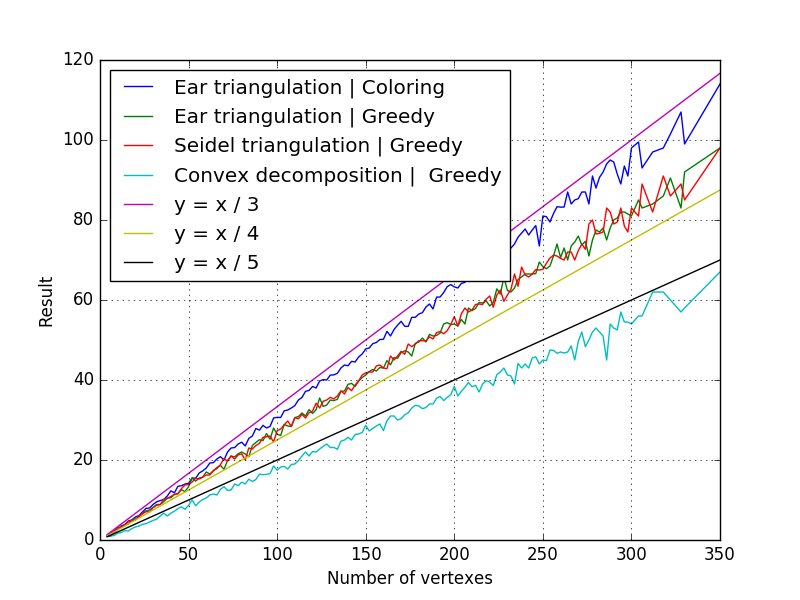 120
100
80
60
40
20
0
Result
Ear triangulation | Coloring
Ear triangulation | Greedy
Seidel triangulation | Greedy
Convex decomposition |  Greedy
y = x / 3
y = x / 4
y = x / 5
0 50 100 150 200 250 300 350
Number of vertexes